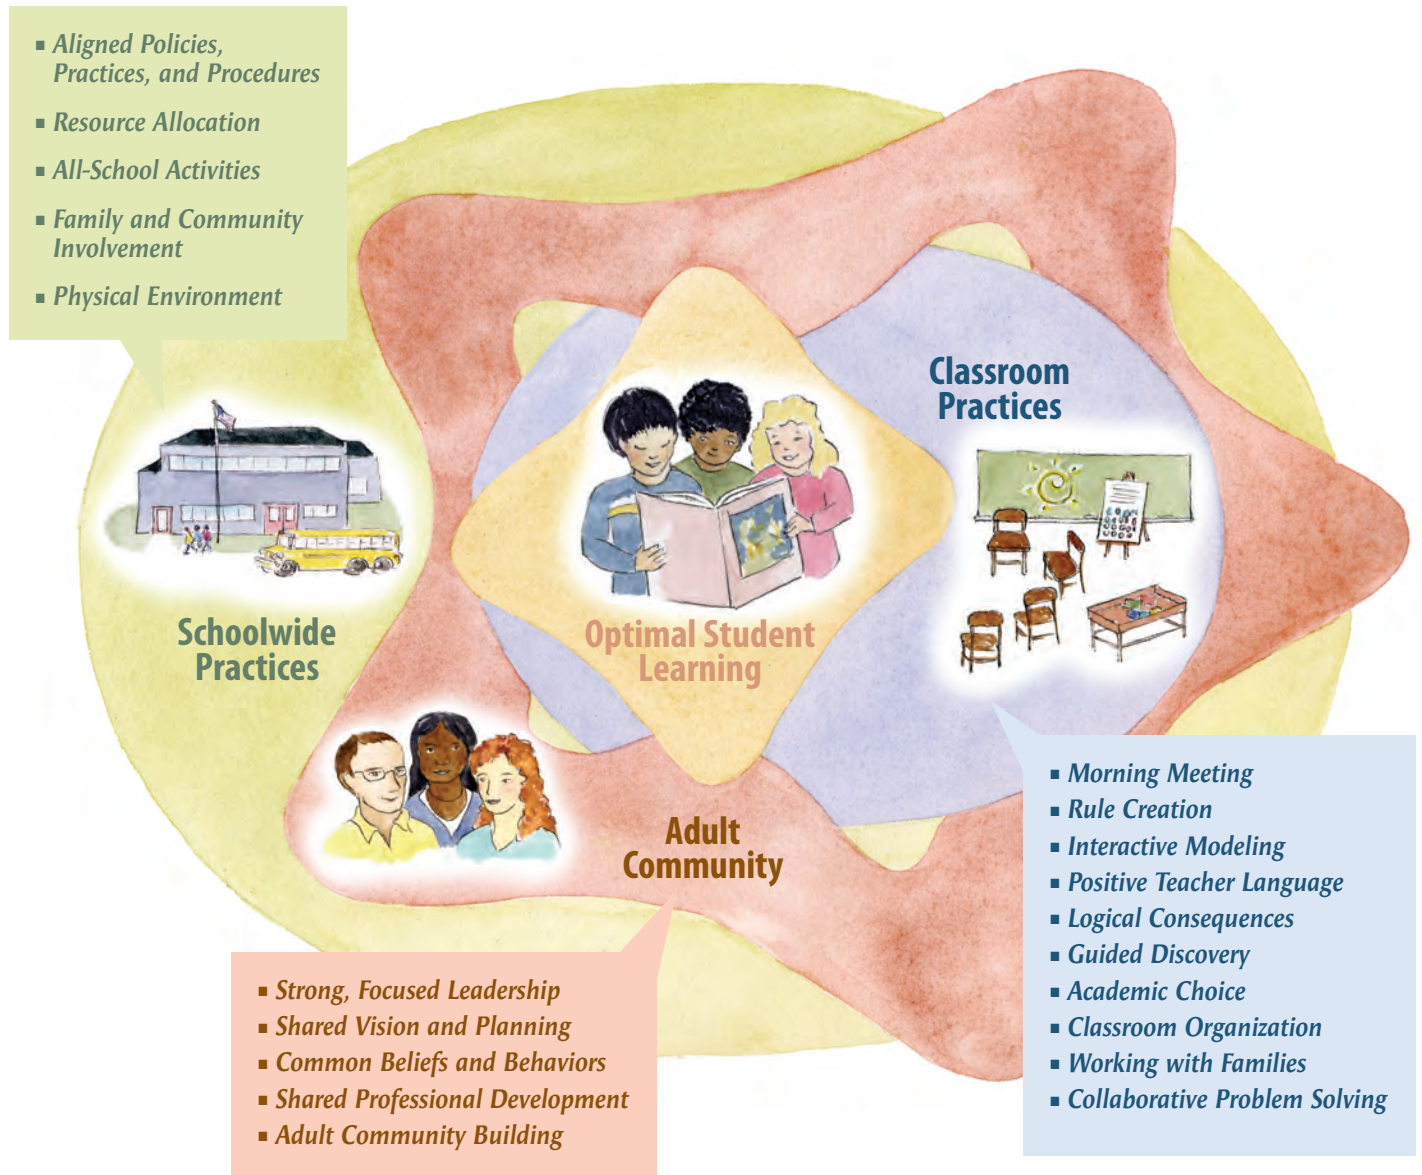 ▪ Aligned Policies,
Practices, and Procedures
▪ Resource Allocation
▪ All-School Activities
▪ Family and Community
Involvement
▪ Physical Environment
Schoolwide
Practices
Optimal Student
Learning
Classroom
Practices
Adult
Community
▪ Strong, Focused Leadership
▪ Shared Vision and Planning
▪ Common Beliefs and Behaviors
▪ Shared Professional Development
▪ Adult Community Building
▪ Morning Meeting
▪ Rule Creation
▪ Interactive Modeling
▪ Positive Teacher Language
▪ Logical Consequences
▪ Guided Discovery
▪ Academic Choice
▪ Classroom Organization
▪ Working with Families
▪ Collaborative Problem Solving